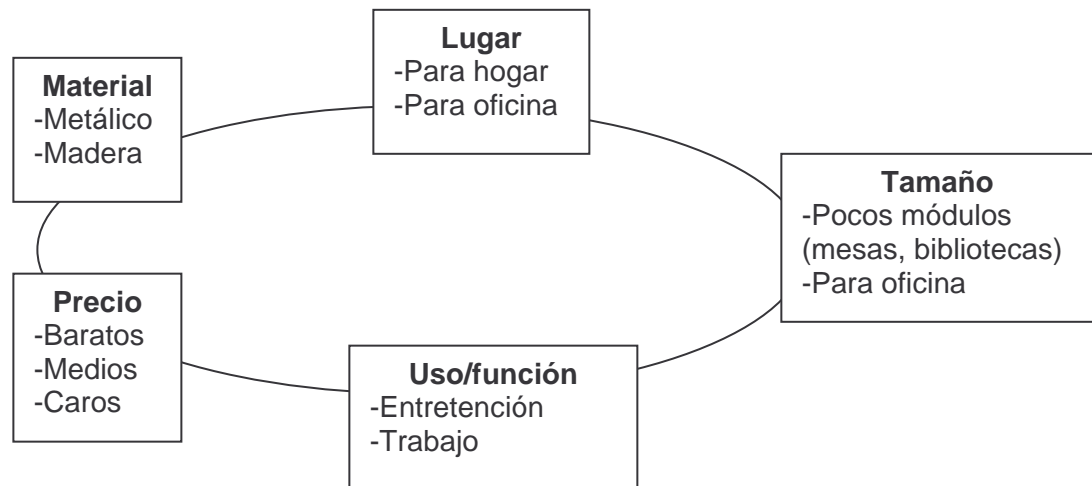 Lugar
-Para hogar
-Para oficina
Material
-Metálico
-Madera
Tamaño
-Pocos módulos
(mesas, bibliotecas)
-Para oficina
Precio
-Baratos
-Medios
-Caros
Uso/función
-Entretención
-Trabajo